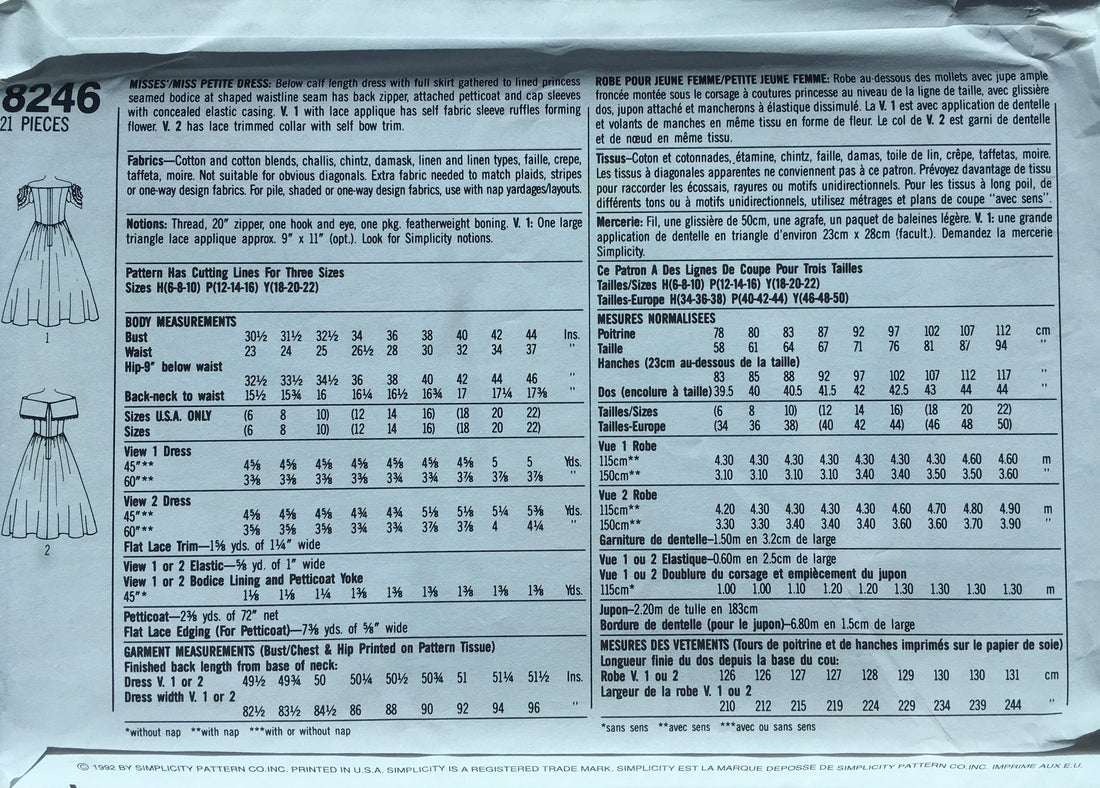 8246
21 PIECES
1
2
MISSES'/MISS PETITE DRESS: Below calf length dress with full skirt gathered to lined princess
seamed bodice at shaped waistline seam has back zipper, attached petticoat and cap sleeves
with concealed elastic casing. V. 1 with lace applique has self fabric sleeve ruffles forming
flower. V. 2 has lace trimmed collar with self bow trim.
Fabrics—Cotton and cotton blends, challis, chintz, damask, linen and linen types, faille, crepe,
taffeta, moire. Not suitable for obvious diagonals. Extra fabric needed to match plaids, stripes
or one-way design fabrics. For pile, shaded or one-way design fabrics, use with nap yardages/layouts.
Notions: Thread, 20" zipper, one hook and eye, one pkg. featherweight boning. V. 1: One large
triangle lace applique approx. 9" x 11" (opt.). Look for Simplicity notions.
Pattern Has Cutting Lines For Three Sizes
Sizes H(6-8-10) P(12-14-16) Y(18-20-22)
BODY MEASUREMENTS
Bust 30½ 31½ 32½ 34 36 38 40 42 44 Ins.
Waist 23 24 25 26½ 28 30 32 34 37 "
Hip-9" below waist
32½ 33½ 34½ 36 38 40 42 44 46 "
Back-neck to waist 15½ 15¾ 16 16¼ 16½ 16¾ 17 17¼ 17⅜ "
Sizes U.S.A. ONLY (6 8 10) (12 14 16) (18 20 22)
Sizes (6 8 10) (12 14 16) (18 20 22)
View 1 Dress
45"** 4⅝ 4⅝ 4⅝ 4⅝ 4⅝ 4⅝ 4⅝ 5 5 Yds.
60"** 3⅜ 3⅜ 3⅜ 3⅜ 3¾ 3¾ 3⅞ 3⅞ 3⅞ "
View 2 Dress
45"** 4⅝ 4⅝ 4⅝ 4¾ 4¾ 5⅛ 5⅛ 5¼ 5⅜ Yds.
60"** 3⅝ 3⅝ 3⅝ 3¾ 3¾ 3⅞ 3⅞ 4 4¼ "
Flat Lace Trim—1⅝ yds. of 1¼" wide
View 1 or 2 Elastic—⅝ yd. of 1" wide
View 1 or 2 Bodice Lining and Petticoat Yoke
45"* 1⅛ 1⅛ 1¼ 1⅜ 1⅜ 1⅜ 1⅜ 1⅜ 1⅜ Yds.
Petticoat—2⅜ yds. of 72" net
Flat Lace Edging (For Petticoat)—7⅜ yds. of ⅝" wide
GARMENT MEASUREMENTS (Bust/Chest & Hip Printed on Pattern Tissue)
Finished back length from base of neck:
Dress V. 1 or 2 49½ 49¾ 50 50¼ 50½ 50¾ 51 51¼ 51½ Ins.
Dress width V. 1 or 2
82½ 83½ 84½ 86 88 90 92 94 96 "
*without nap **with nap ***with or without nap
ROBE POUR JEUNE FEMME/PETITE JEUNE FEMME: Robe au-dessous des mollets avec jupe ample
froncée montée sous le corsage à coutures princesse au niveau de la ligne de taille, avec glissière
dos, jupon attaché et mancherons à élastique dissimulé. La V. 1 est avec application de dentelle
et volants de manches en même tissu en forme de fleur. Le col de V. 2 est garni de dentelle
et de nœud en même tissu.
Tissus—Coton et cotonnades, étamine, chintz, faille, damas, toile de lin, crêpe, taffetas, moire.
Les tissus à diagonales apparentes ne conviennent pas à ce patron. Prévoyez davantage de tissu
pour raccorder les écossais, rayures ou motifs unidirectionnels. Pour les tissus à long poil, de
différents tons ou à motifs unidirectionnels, utilisez métrages et plans de coupe "avec sens".
Mercerie: Fil, une glissière de 50cm, une agrafe, un paquet de baleines légère. V. 1: une grande
application de dentelle en triangle d'environ 23cm x 28cm (facult.). Demandez la mercerie
Simplicity.
Ce Patron A Des Lignes De Coupe Pour Trois Tailles
Tailles/Sizes H(6-8-10) P(12-14-16) Y(18-20-22)
Tailles-Europe H(34-36-38) P(40-42-44) Y(46-48-50)
MESURES NORMALISEES
Poitrine 78 80 83 87 92 97 102 107 112 cm
Taille 58 61 64 67 71 76 81 87 94 "
Hanches (23cm au-dessous de la taille)
83 85 88 92 97 102 107 112 117 "
Dos (encolure à taille) 39.5 40 40.5 41.5 42 42.5 43 44 44 "
Tailles/Sizes (6 8 10) (12 14 16) (18 20 22)
Tailles-Europe (34 36 38) (40 42 44) (46 48 50)
Vue 1 Robe
115cm** 4.30 4.30 4.30 4.30 4.30 4.30 4.30 4.60 4.60 m
150cm** 3.10 3.10 3.10 3.10 3.40 3.40 3.50 3.50 3.60 "
Vue 2 Robe
115cm** 4.20 4.30 4.30 4.30 4.30 4.60 4.70 4.80 4.90 m
150cm** 3.30 3.30 3.40 3.40 3.40 3.60 3.60 3.70 3.90 "
Garniture de dentelle–1.50m en 3.2cm de large
Vue 1 ou 2 Elastique–0.60m en 2.5cm de large
Vue 1 ou 2 Doublure du corsage et empiècement du jupon
115cm* 1.00 1.00 1.10 1.20 1.20 1.30 1.30 1.30 1.30 m
Jupon–2.20m de tulle en 183cm
Bordure de dentelle (pour le jupon)–6.80m en 1.5cm de large
MESURES DES VETEMENTS (Tours de poitrine et de hanches imprimés sur le papier de soie)
Longueur finie du dos depuis la base du cou:
Robe V. 1 ou 2 126 126 127 127 128 129 130 130 131 cm
Largeur de la robe V. 1 ou 2
210 212 215 219 224 229 234 239 244 "
*sans sens **avec sens ***avec ou sans sens
© 1992 BY SIMPLICITY PATTERN CO.INC. PRINTED IN U.S.A. SIMPLICITY IS A REGISTERED TRADE MARK. SIMPLICITY EST LA MARQUE DEPOSSE DE SIMPLICITY PATTERN CO.INC. IMPRIME AUX E.U.